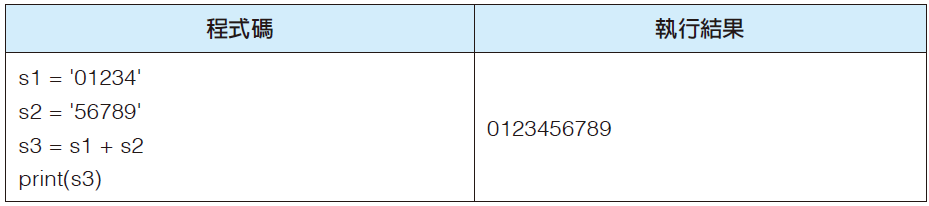 程式碼
執行結果
s1 = '01234'
s2 = '56789'
s3 = s1 + s2
print(s3)
0123456789